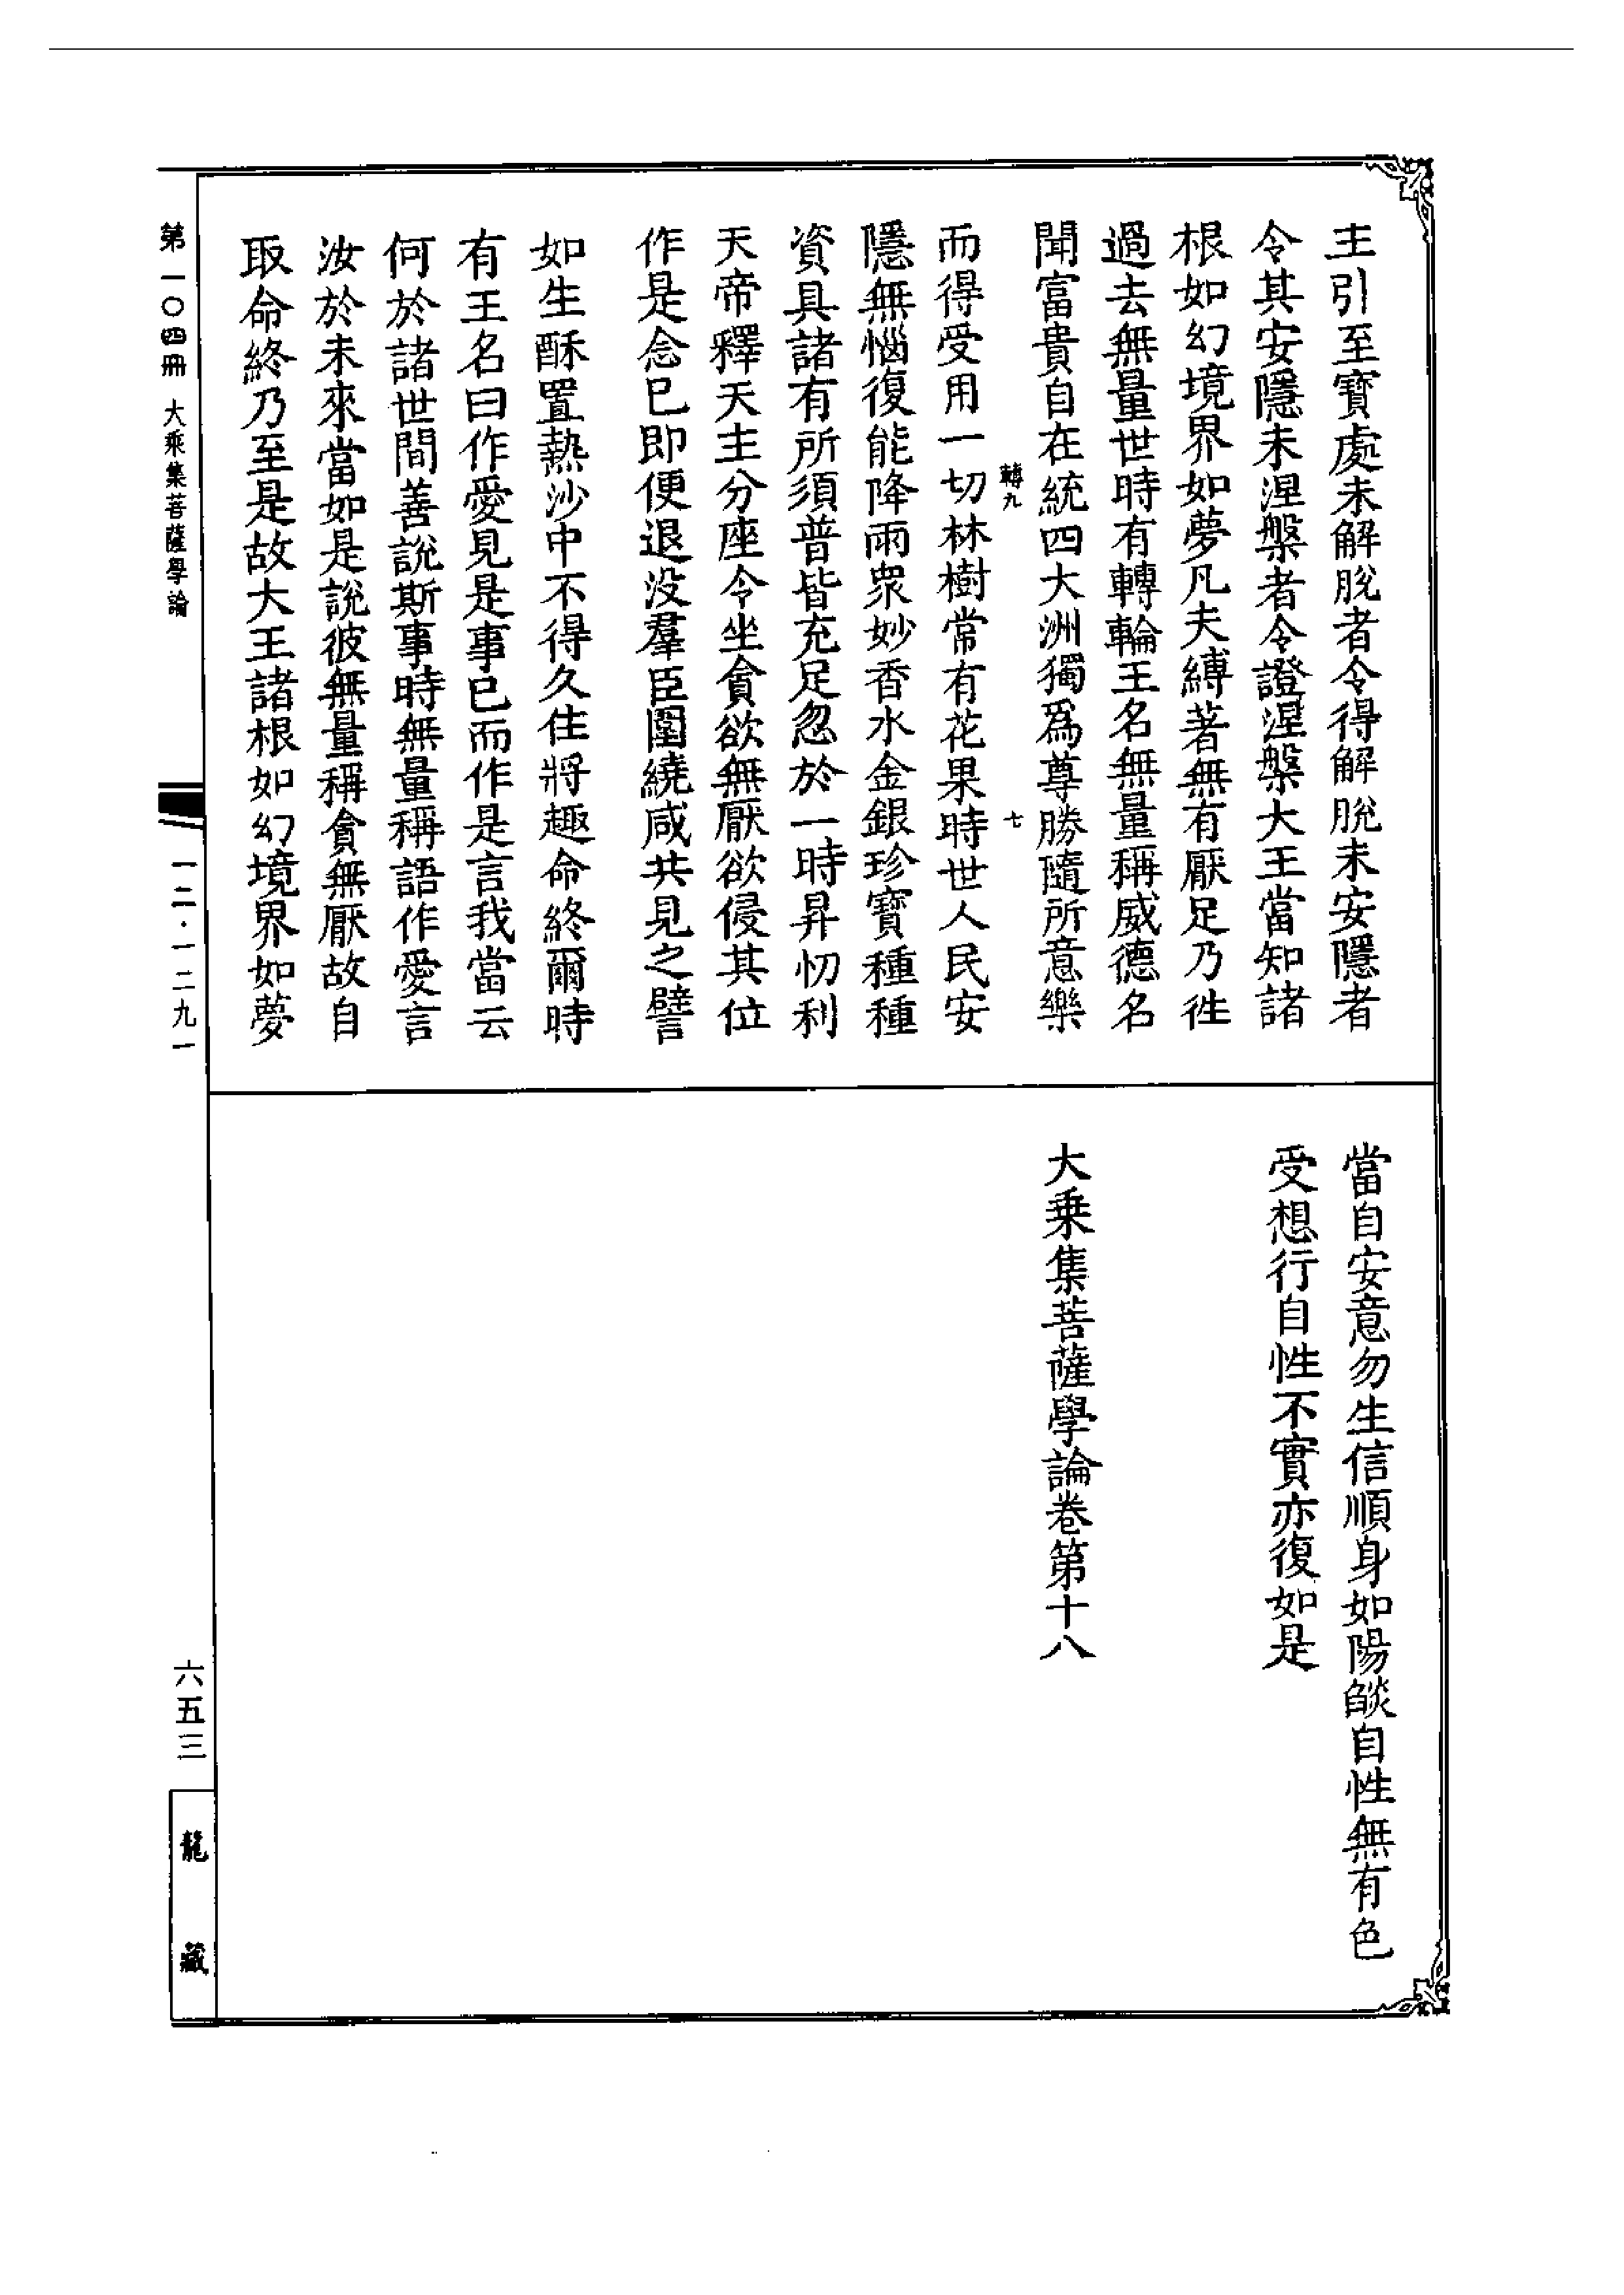 主引至寶處未解脫者令得解脫未安隱者
令其安隱未涅槃者令證涅槃大王當知諸
根如幻境界如夢凡夫縛著無有厭足乃徃
過去無量世時有轉輪王名無量稱威德名
聞富貴自在統四大洲獨爲尊勝隨所意樂
轉九
七
而得受用一切林樹常有花果時世人民安
隱無惱復能降雨衆妙香水金銀珍寶種種
資具諸有所須普皆充足忽於一時昇忉利
天帝釋天主分座令坐貪欲無厭欲侵其位
作是念已即便退沒羣臣圍繞咸共見之譬
如生酥置熱沙中不得久住將趣命終爾時
有王名曰作愛見是事已而作是言我當云
何於諸世間善說斯事時無量稱語作愛言
汝於未來當如是說彼無量稱貪無厭故自
取命終乃至是故大王諸根如幻境界如夢
當自安意勿生信順身如陽燄自性無有色
受想行自性不實亦復如是
大乗集菩薩學論卷第十八
第一〇四冊 大乘集菩薩學論
一二·一二九一
六五三
龍藏